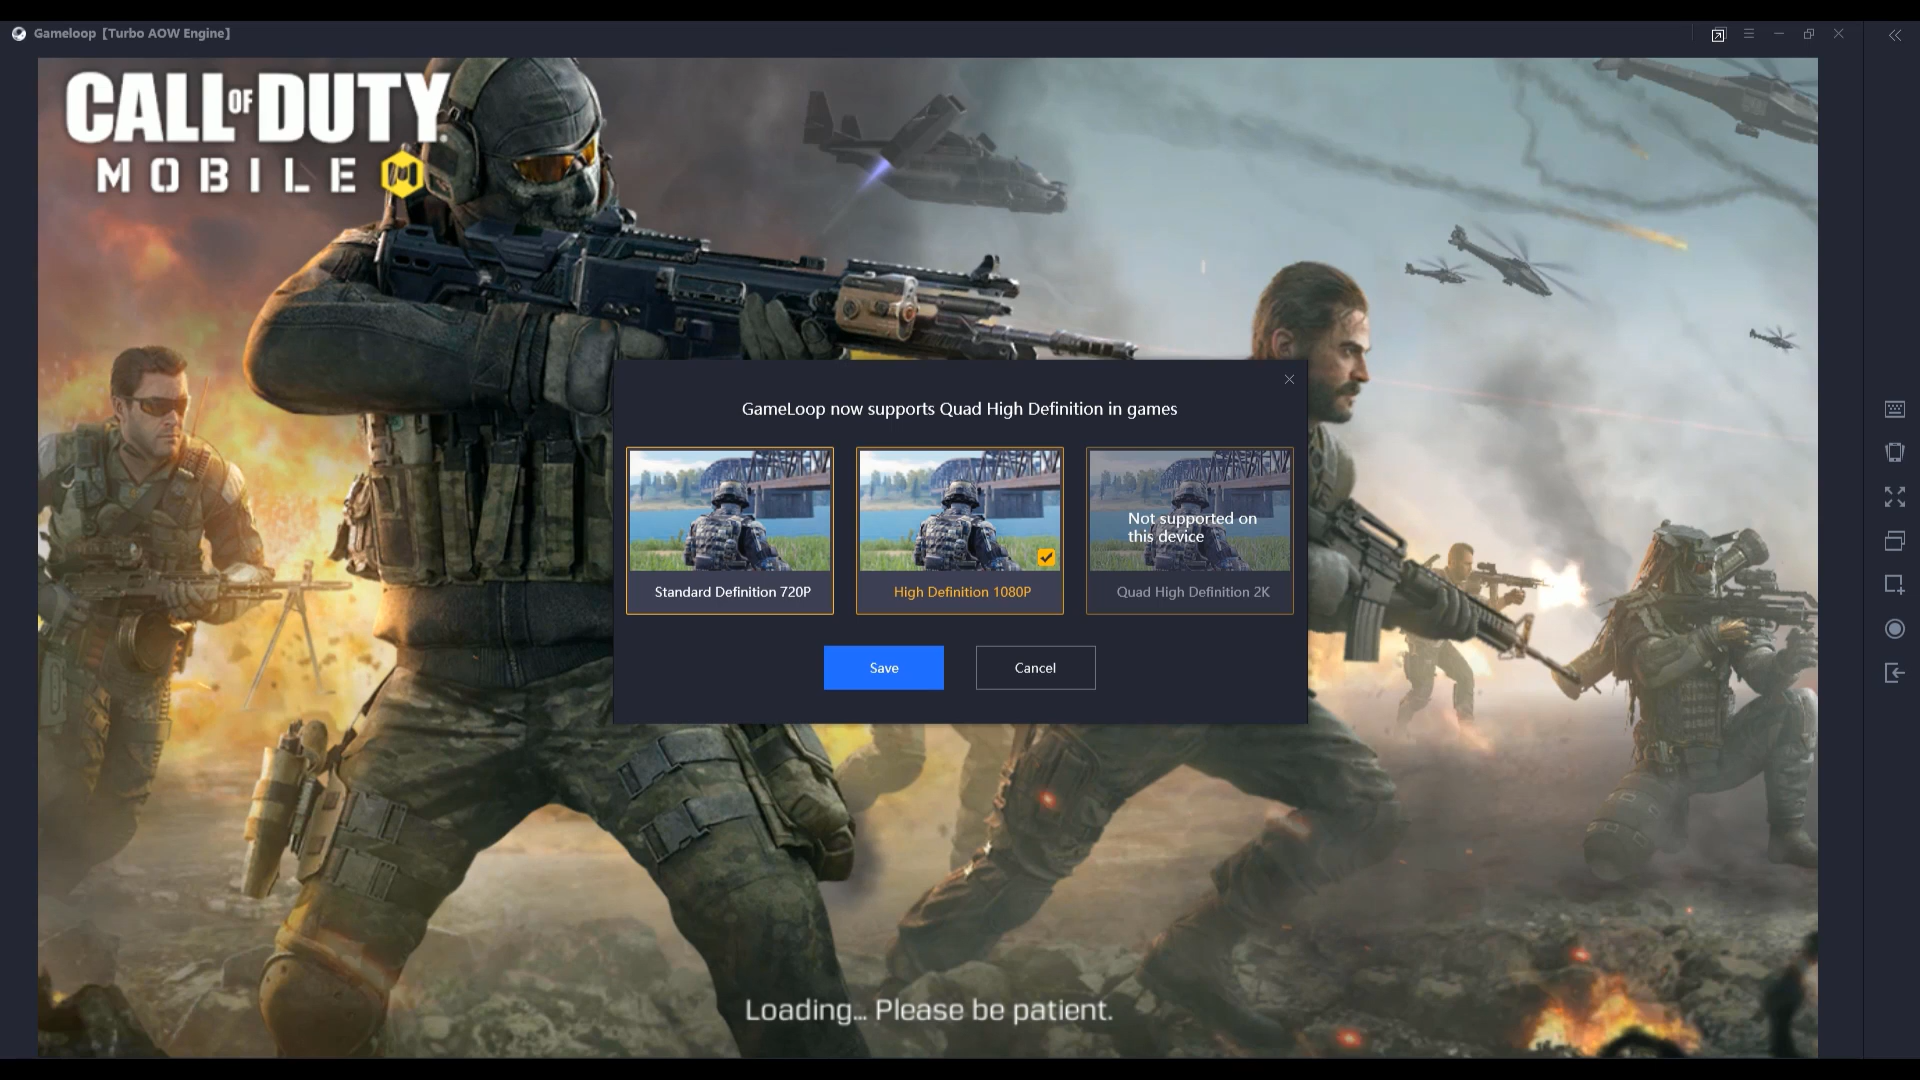 Gameloop【Turbo AOW Engine】
CALL OF DUTY
MOBILE
GameLoop now supports Quad High Definition in games
Not supported on
this device
Standard Definition 720P
High Definition 1080P
Quad High Definition 2K
Save
Cancel
Loading... Please be patient.